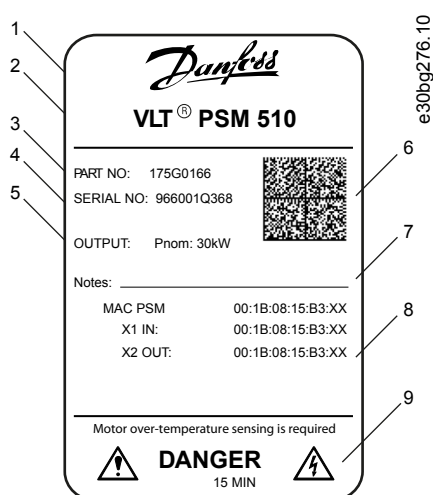 e30bg276.10
1
2
3
4
5
6
7
8
9
Danfoss
VLT® PSM 510
PART NO: 175G0166
SERIAL NO: 966001Q368
OUTPUT: Pnom: 30kW
Notes:
MAC PSM 00:1B:08:15:B3:XX
X1 IN: 00:1B:08:15:B3:XX
X2 OUT: 00:1B:08:15:B3:XX
Motor over-temperature sensing is required
DANGER
15 MIN